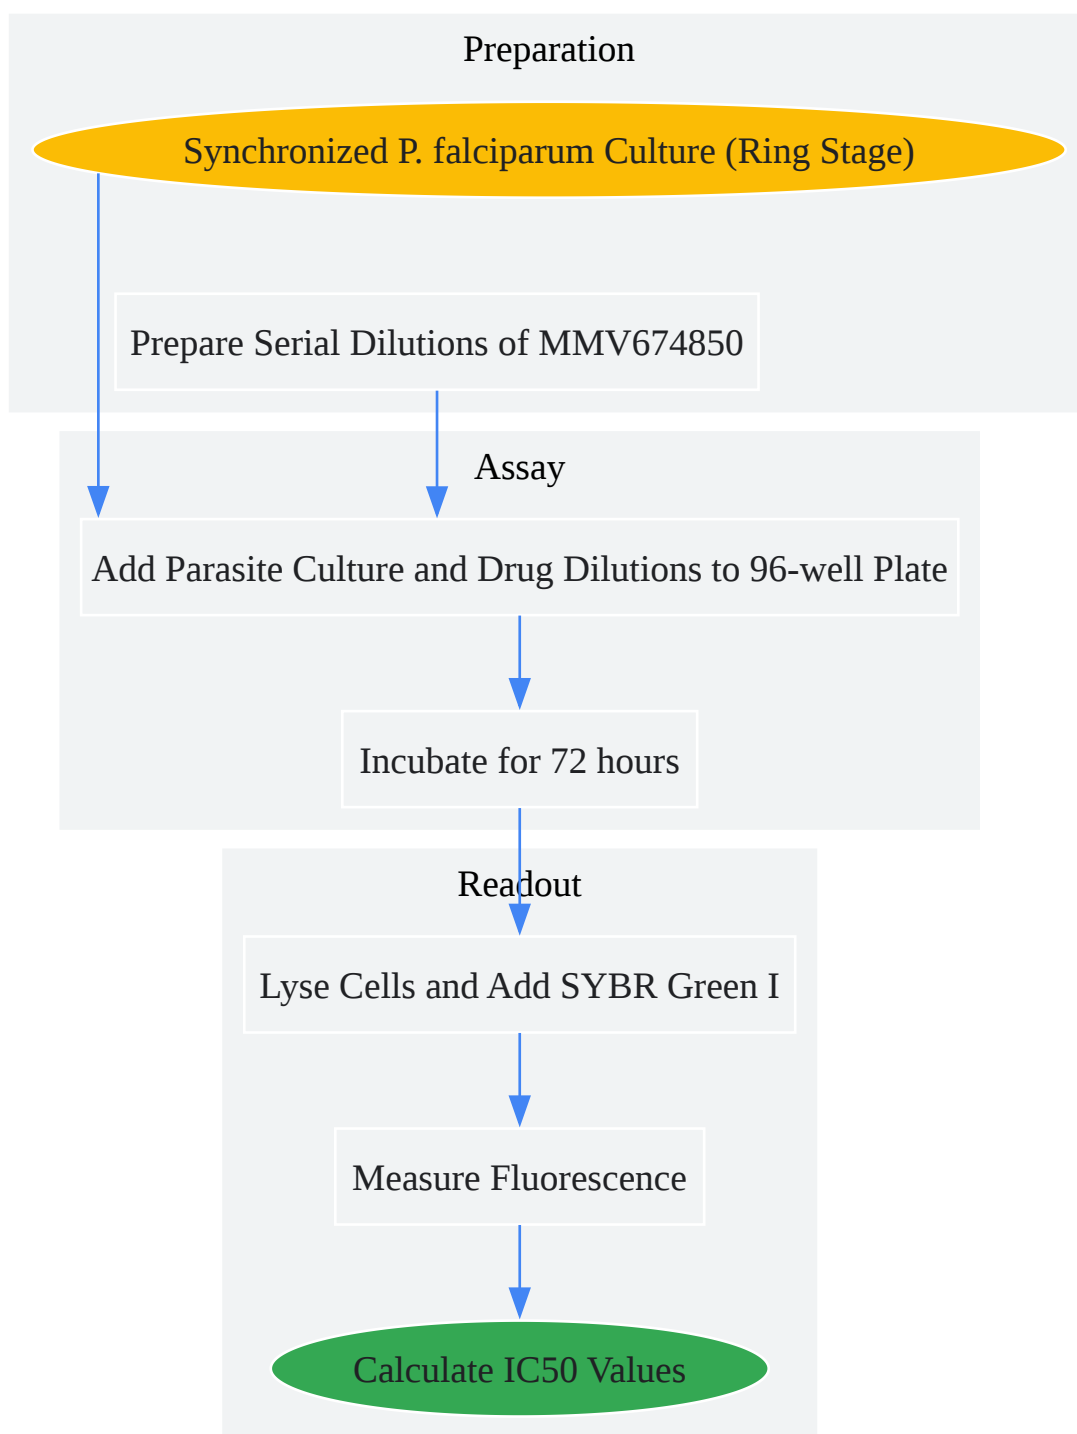 Preparation
Synchronized P. falciparum Culture (Ring Stage)
Prepare Serial Dilutions of MMV674850
Assay
Add Parasite Culture and Drug Dilutions to 96-well Plate
Incubate for 72 hours
Readout
Lyse Cells and Add SYBR Green I
Measure Fluorescence
Calculate IC50 Values